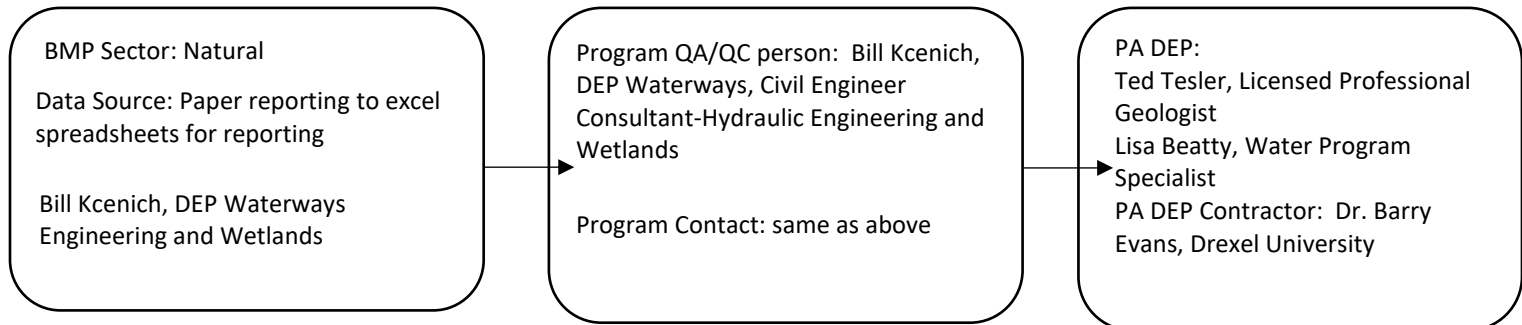 BMP Sector: Natural
Data Source: Paper reporting to excel
spreadsheets for reporting
Bill Kcenich, DEP Waterways
Engineering and Wetlands
Program QA/QC person:  Bill Kcenich,
DEP Waterways, Civil Engineer
Consultant-Hydraulic Engineering and
Wetlands
Program Contact: same as above
PA DEP:
Ted Tesler, Licensed Professional
Geologist
Lisa Beatty, Water Program
Specialist
PA DEP Contractor:  Dr. Barry
Evans, Drexel University